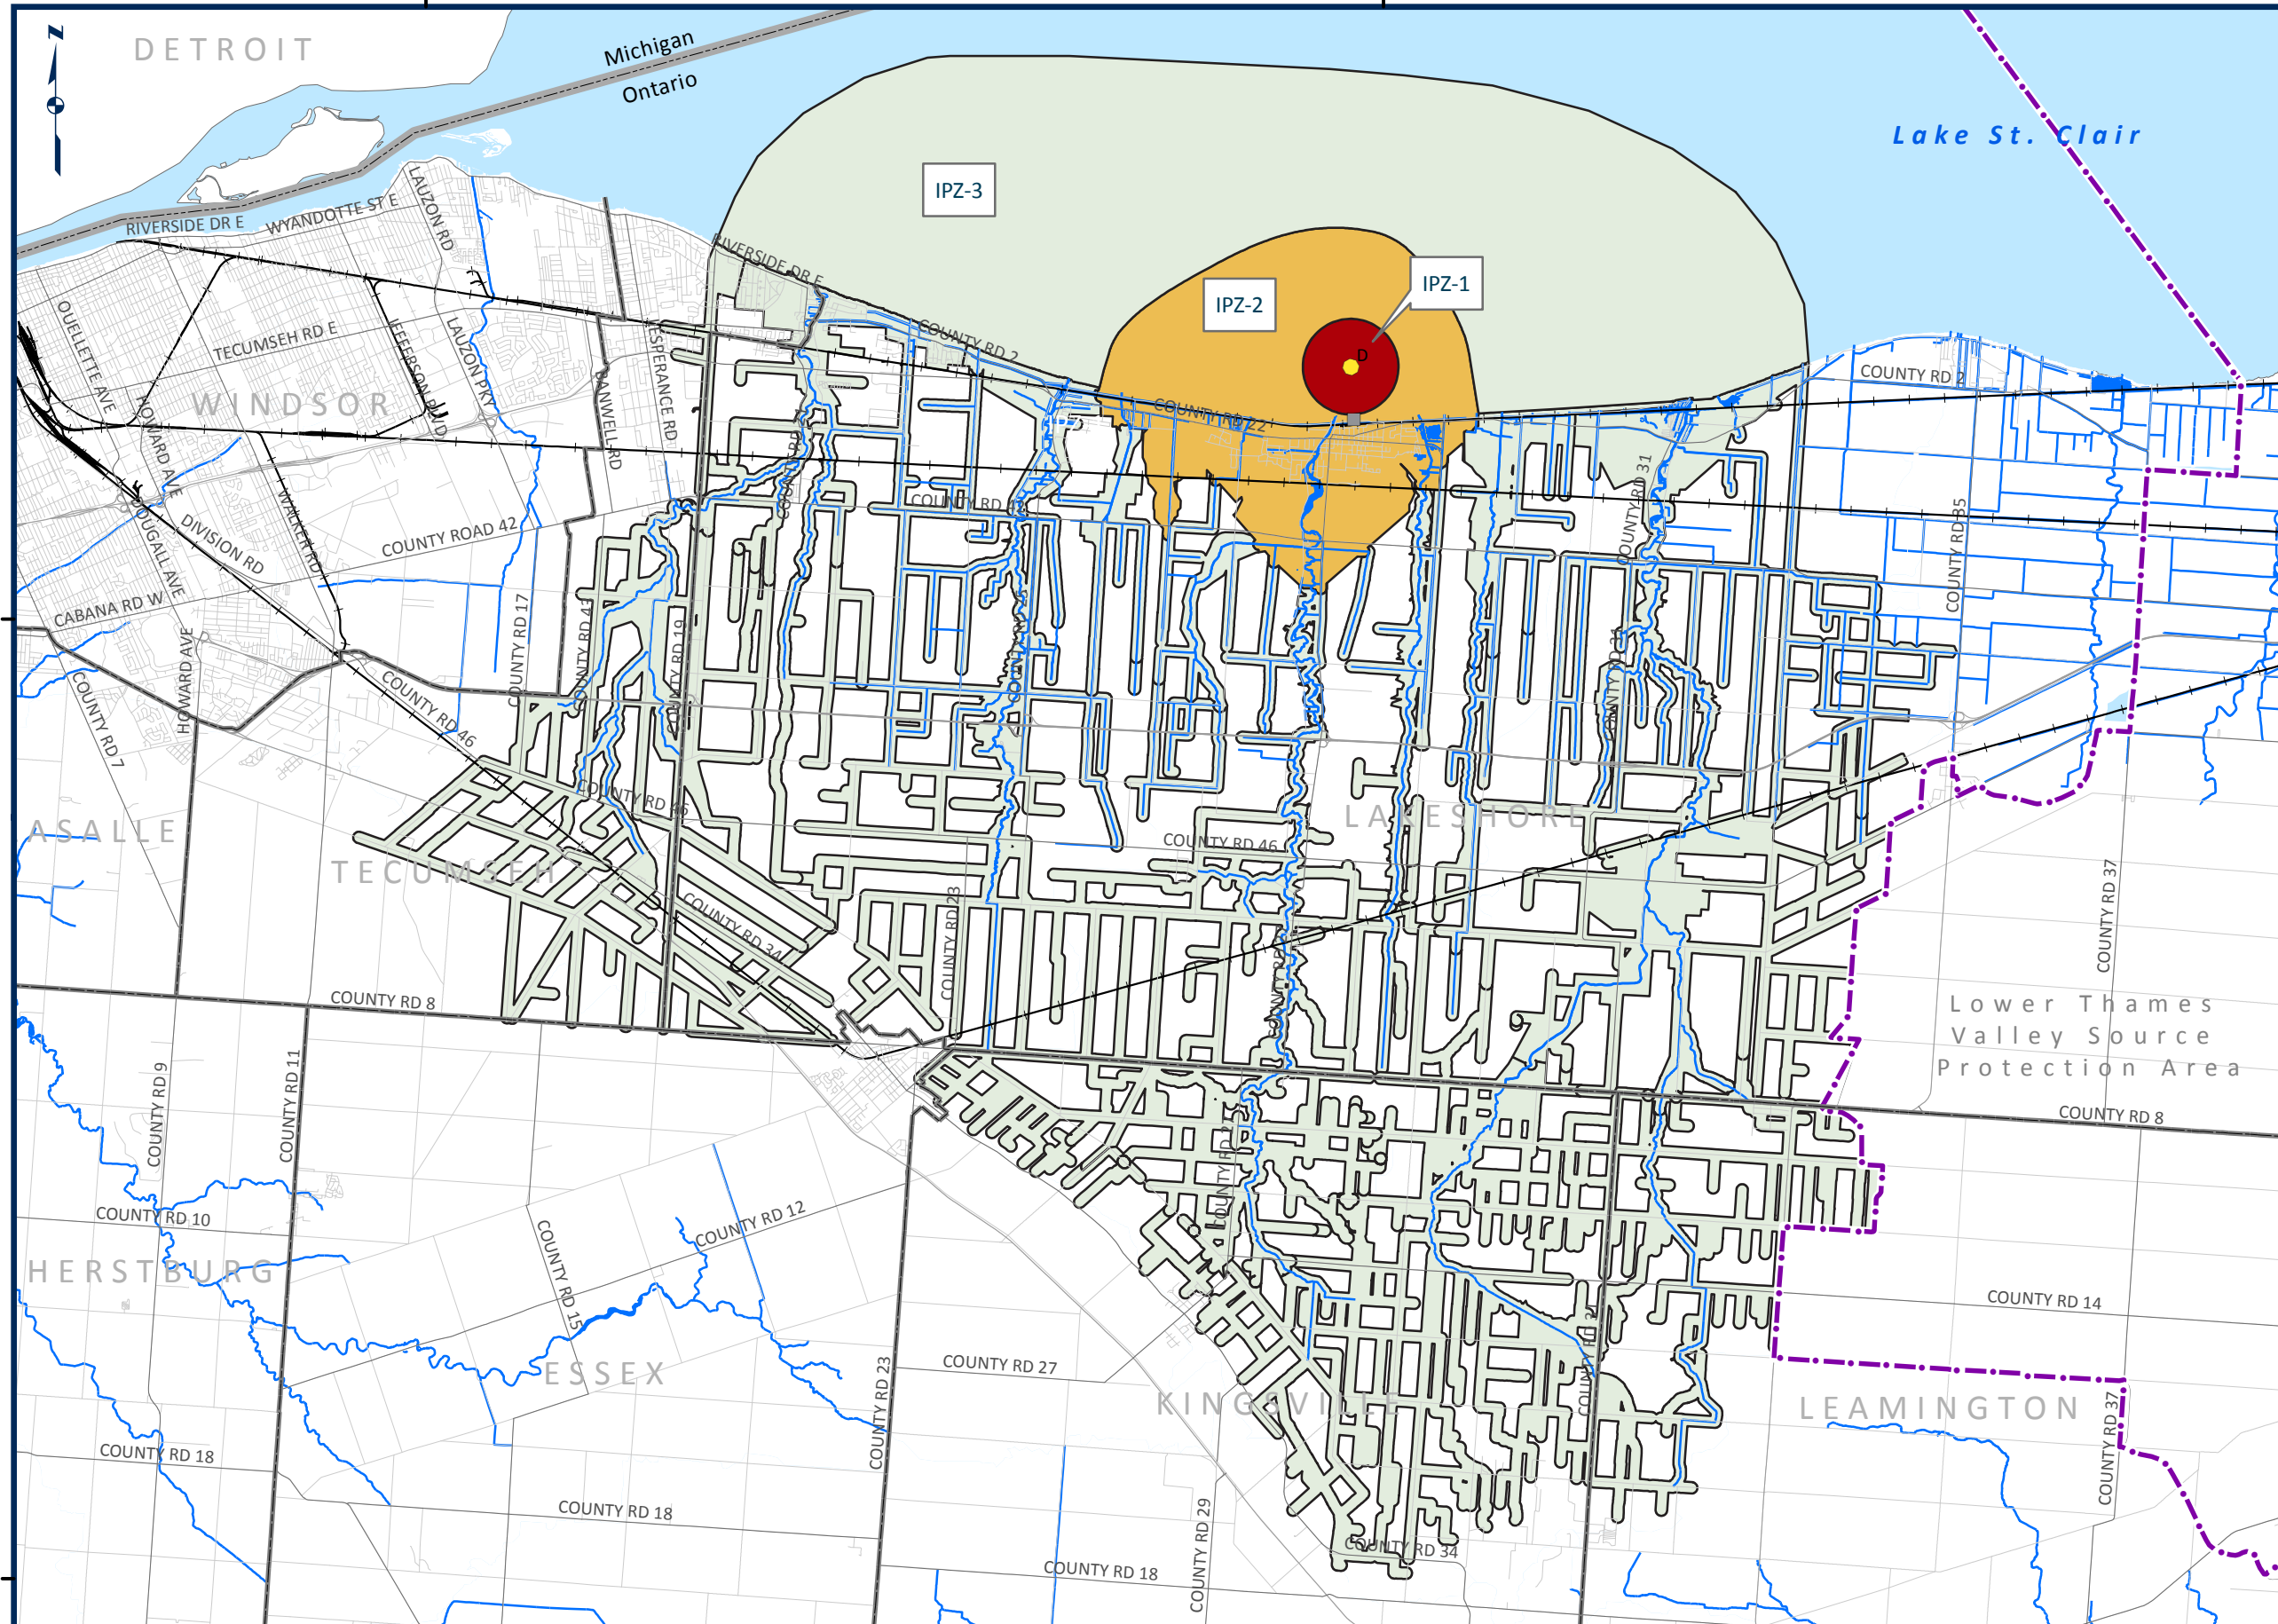 N
DETROIT
Michigan
Ontario
Lake St. Clair
IPZ-3
IPZ-2
IPZ-1
D
RIVERSIDE DR E
WYANDOTTE ST E
LAUZON RD
RIVERSIDE DR E
OUELLETTE AVE
TECUMSEH RD E
JEFFERSON BLVD
LAUZON PKY
LESPERANCE RD
BANWELL RD
COUNTY RD 2
COUNTY RD 2
COUNTY RD 22
WINDSOR
HOWARD AVE
WALKER RD
DOUGALL AVE
DIVISION RD
COUNTY ROAD 42
COUNTY RD
COUNTY RD 31
COUNTY RD 35
CABANA RD W
HOWARD AVE
COUNTY RD 7
COUNTY RD 46
COUNTY RD 17
COUNTY RD 43
COUNTY RD 19
COUNTY RD 31
COUNTY RD 46
COUNTY RD 46
LAKESHORE
ASALLE
TECUMSEH
COUNTY RD 34
COUNTY RD 23
COUNTY RD 37
COUNTY RD 8
Lower Thames
Valley Source
Protection Area
COUNTY RD 8
COUNTY RD 9
COUNTY RD 11
COUNTY RD 10
COUNTY RD 12
COUNTY RD 15
HERSTBURG
COUNTY RD 14
ESSEX
COUNTY RD 23
COUNTY RD 27
KINGSVILLE
LEAMINGTON
COUNTY RD 37
COUNTY RD 18
COUNTY RD 18
COUNTY RD 29
COUNTY RD 34
COUNTY RD 18